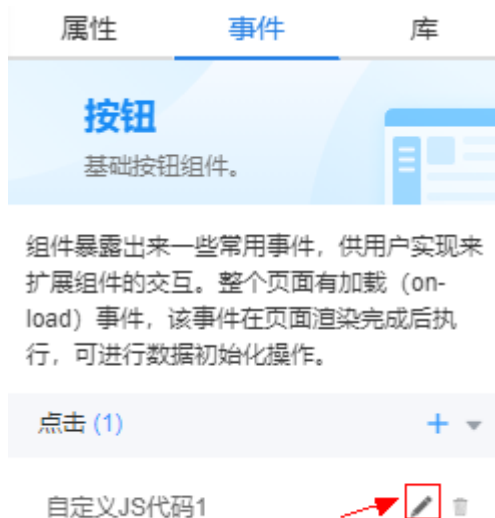 属性 事件 库
按钮
基础按钮组件。
组件暴露出来一些常用事件，供用户实现来
扩展组件的交互。整个页面有加载（on-
load）事件，该事件在页面渲染完成后执
行，可进行数据初始化操作。
点击 (1)
自定义JS代码1